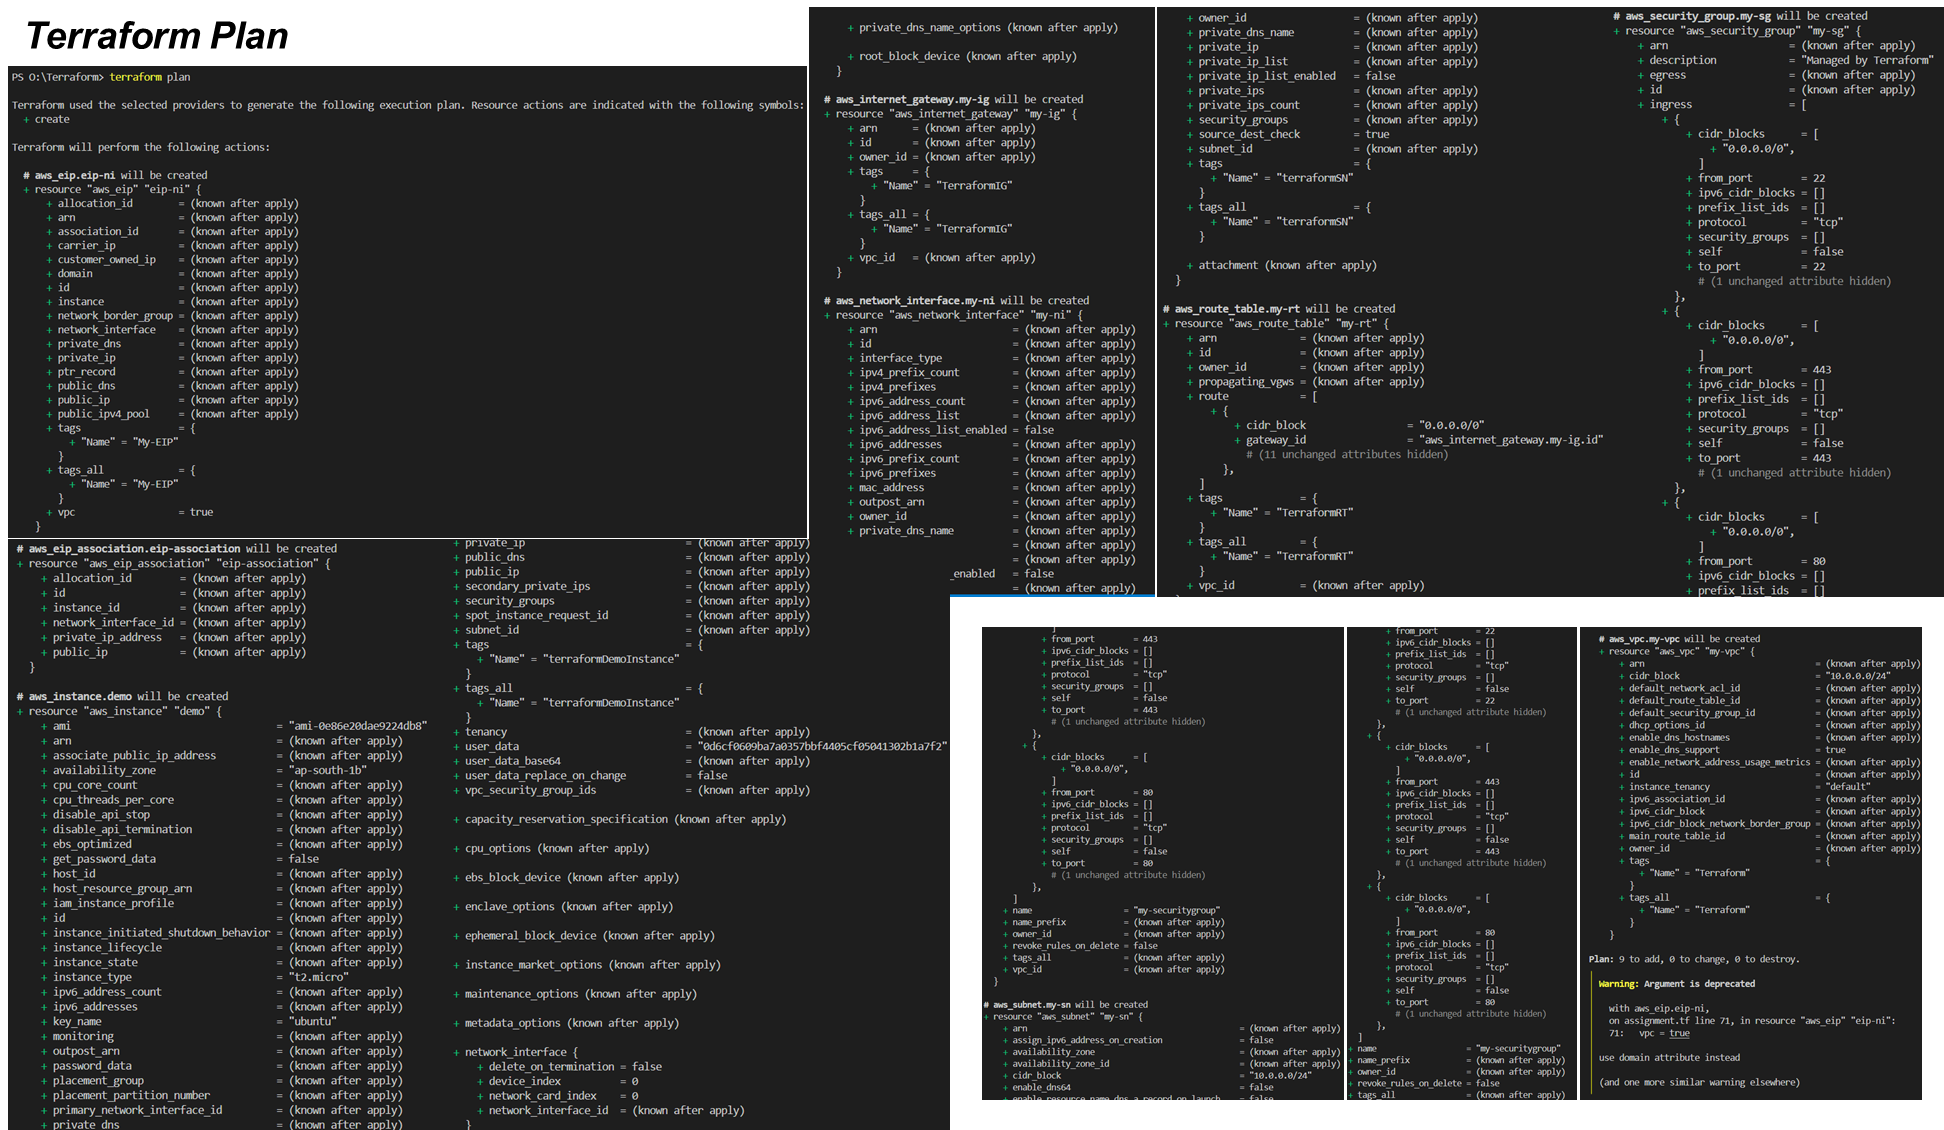 Terraform Plan
PS O:\Terraform> terraform plan
Terraform used the selected providers to generate the following execution plan. Resource actions are indicated with the following symbols:
+ create
Terraform will perform the following actions:
# aws_eip.eip-ni will be created
+ resource "aws_eip" "eip-ni" {
+ allocation_id = (known after apply)
+ arn = (known after apply)
+ association_id = (known after apply)
+ carrier_ip = (known after apply)
+ customer_owned_ip = (known after apply)
+ domain = (known after apply)
+ id = (known after apply)
+ instance = (known after apply)
+ network_border_group = (known after apply)
+ network_interface = (known after apply)
+ private_dns = (known after apply)
+ private_ip = (known after apply)
+ ptr_record = (known after apply)
+ public_dns = (known after apply)
+ public_ip = (known after apply)
+ public_ipv4_pool = (known after apply)
+ tags = {
+ "Name" = "My-EIP"
}
+ tags_all = {
+ "Name" = "My-EIP"
}
+ vpc = true
}
# aws_eip_association.eip-association will be created
+ resource "aws_eip_association" "eip-association" {
+ allocation_id = (known after apply)
+ id = (known after apply)
+ instance_id = (known after apply)
+ network_interface_id = (known after apply)
+ private_ip_address = (known after apply)
+ public_ip = (known after apply)
}
# aws_instance.demo will be created
+ resource "aws_instance" "demo" {
+ ami = "ami-0e86e20dae9224db8"
+ arn = (known after apply)
+ associate_public_ip_address = (known after apply)
+ availability_zone = "ap-south-1b"
+ cpu_core_count = (known after apply)
+ cpu_threads_per_core = (known after apply)
+ disable_api_stop = (known after apply)
+ disable_api_termination = (known after apply)
+ ebs_optimized = (known after apply)
+ get_password_data = false
+ host_id = (known after apply)
+ host_resource_group_arn = (known after apply)
+ iam_instance_profile = (known after apply)
+ id = (known after apply)
+ instance_initiated_shutdown_behavior = (known after apply)
+ instance_lifecycle = (known after apply)
+ instance_state = (known after apply)
+ instance_type = "t2.micro"
+ ipv6_address_count = (known after apply)
+ ipv6_addresses = (known after apply)
+ key_name = "ubuntu"
+ monitoring = (known after apply)
+ outpost_arn = (known after apply)
+ password_data = (known after apply)
+ placement_group = (known after apply)
+ placement_partition_number = (known after apply)
+ primary_network_interface_id = (known after apply)
+ private_dns = (known after apply)
+ private_ip = (known after apply)
+ public_dns = (known after apply)
+ public_ip = (known after apply)
+ secondary_private_ips = (known after apply)
+ security_groups = (known after apply)
+ spot_instance_request_id = (known after apply)
+ subnet_id = (known after apply)
+ tags = {
+ "Name" = "terraformDemoInstance"
}
+ tags_all = {
+ "Name" = "terraformDemoInstance"
}
+ tenancy = (known after apply)
+ user_data = "0d6cf0609ba7a0357bbf4405cf05041302b1a7f2"
+ user_data_base64 = (known after apply)
+ user_data_replace_on_change = false
+ vpc_security_group_ids = (known after apply)
+ capacity_reservation_specification (known after apply)
+ cpu_options (known after apply)
+ ebs_block_device (known after apply)
+ enclave_options (known after apply)
+ ephemeral_block_device (known after apply)
+ instance_market_options (known after apply)
+ maintenance_options (known after apply)
+ metadata_options (known after apply)
+ network_interface {
+ delete_on_termination = false
+ device_index = 0
+ network_card_index = 0
+ network_interface_id = (known after apply)
}
+ private_dns_name_options (known after apply)
+ root_block_device (known after apply)
}
# aws_internet_gateway.my-ig will be created
+ resource "aws_internet_gateway" "my-ig" {
+ arn = (known after apply)
+ id = (known after apply)
+ owner_id = (known after apply)
+ tags = {
+ "Name" = "TerraformIG"
}
+ tags_all = {
+ "Name" = "TerraformIG"
}
+ vpc_id = (known after apply)
}
# aws_network_interface.my-ni will be created
+ resource "aws_network_interface" "my-ni" {
+ arn = (known after apply)
+ id = (known after apply)
+ interface_type = (known after apply)
+ ipv4_prefix_count = (known after apply)
+ ipv4_prefixes = (known after apply)
+ ipv6_address_count = (known after apply)
+ ipv6_address_list = (known after apply)
+ ipv6_address_list_enabled = false
+ ipv6_addresses = (known after apply)
+ ipv6_prefix_count = (known after apply)
+ ipv6_prefixes = (known after apply)
+ mac_address = (known after apply)
+ outpost_arn = (known after apply)
+ owner_id = (known after apply)
+ private_dns_name = (known after apply)
= (known after apply)
= (known after apply)
_enabled = false
= (known after apply)
+ owner_id = (known after apply)
+ private_dns_name = (known after apply)
+ private_ip = (known after apply)
+ private_ip_list = (known after apply)
+ private_ip_list_enabled = false
+ private_ips = (known after apply)
+ private_ips_count = (known after apply)
+ security_groups = (known after apply)
+ source_dest_check = true
+ subnet_id = (known after apply)
+ tags = {
+ "Name" = "terraformSN"
}
+ tags_all = {
+ "Name" = "terraformSN"
}
+ attachment (known after apply)
}
# aws_route_table.my-rt will be created
+ resource "aws_route_table" "my-rt" {
+ arn = (known after apply)
+ id = (known after apply)
+ owner_id = (known after apply)
+ propagating_vgws = (known after apply)
+ route = [
+ {
+ cidr_block = "0.0.0.0/0"
+ gateway_id = "aws_internet_gateway.my-ig.id"
# (11 unchanged attributes hidden)
},
]
+ tags = {
+ "Name" = "TerraformRT"
}
+ tags_all = {
+ "Name" = "TerraformRT"
}
+ vpc_id = (known after apply)
# aws_security_group.my-sg will be created
+ resource "aws_security_group" "my-sg" {
+ arn = (known after apply)
+ description = "Managed by Terraform"
+ egress = (known after apply)
+ id = (known after apply)
+ ingress = [
+ {
+ cidr_blocks = [
+ "0.0.0.0/0",
]
+ from_port = 22
+ ipv6_cidr_blocks = []
+ prefix_list_ids = []
+ protocol = "tcp"
+ security_groups = []
+ self = false
+ to_port = 22
# (1 unchanged attribute hidden)
},
+ {
+ cidr_blocks = [
+ "0.0.0.0/0",
]
+ from_port = 443
+ ipv6_cidr_blocks = []
+ prefix_list_ids = []
+ protocol = "tcp"
+ security_groups = []
+ self = false
+ to_port = 443
# (1 unchanged attribute hidden)
},
+ {
+ cidr_blocks = [
+ "0.0.0.0/0",
]
+ from_port = 80
+ ipv6_cidr_blocks = []
+ prefix_list_ids = []
]
+ from_port = 443
+ ipv6_cidr_blocks = []
+ prefix_list_ids = []
+ protocol = "tcp"
+ security_groups = []
+ self = false
+ to_port = 443
# (1 unchanged attribute hidden)
},
+ {
+ cidr_blocks = [
+ "0.0.0.0/0",
]
+ from_port = 80
+ ipv6_cidr_blocks = []
+ prefix_list_ids = []
+ protocol = "tcp"
+ security_groups = []
+ self = false
+ to_port = 80
# (1 unchanged attribute hidden)
},
]
+ name = "my-securitygroup"
+ name_prefix = (known after apply)
+ owner_id = (known after apply)
+ revoke_rules_on_delete = false
+ tags_all = (known after apply)
+ vpc_id = (known after apply)
}
# aws_subnet.my-sn will be created
+ resource "aws_subnet" "my-sn" {
+ arn = (known after apply)
+ assign_ipv6_address_on_creation = false
+ availability_zone = (known after apply)
+ availability_zone_id = (known after apply)
+ cidr_block = "10.0.0.0/24"
+ enable_dns64 = false
+ enable_resource_name_dns_a_record_on_launch = false
+ from_port = 22
+ ipv6_cidr_blocks = []
+ prefix_list_ids = []
+ protocol = "tcp"
+ security_groups = []
+ self = false
+ to_port = 22
# (1 unchanged attribute hidden)
},
+ {
+ cidr_blocks = [
+ "0.0.0.0/0",
]
+ from_port = 443
+ ipv6_cidr_blocks = []
+ prefix_list_ids = []
+ protocol = "tcp"
+ security_groups = []
+ self = false
+ to_port = 443
# (1 unchanged attribute hidden)
},
+ {
+ cidr_blocks = [
+ "0.0.0.0/0",
]
+ from_port = 80
+ ipv6_cidr_blocks = []
+ prefix_list_ids = []
+ protocol = "tcp"
+ security_groups = []
+ self = false
+ to_port = 80
# (1 unchanged attribute hidden)
},
]
+ name = "my-securitygroup"
+ name_prefix = (known after apply)
+ owner_id = (known after apply)
+ revoke_rules_on_delete = false
+ tags_all = (known after apply)
# aws_vpc.my-vpc will be created
+ resource "aws_vpc" "my-vpc" {
+ arn = (known after apply)
+ cidr_block = "10.0.0.0/24"
+ default_network_acl_id = (known after apply)
+ default_route_table_id = (known after apply)
+ default_security_group_id = (known after apply)
+ dhcp_options_id = (known after apply)
+ enable_dns_hostnames = (known after apply)
+ enable_dns_support = true
+ enable_network_address_usage_metrics = (known after apply)
+ id = (known after apply)
+ instance_tenancy = "default"
+ ipv6_association_id = (known after apply)
+ ipv6_cidr_block = (known after apply)
+ ipv6_cidr_block_network_border_group = (known after apply)
+ main_route_table_id = (known after apply)
+ owner_id = (known after apply)
+ tags = {
+ "Name" = "Terraform"
}
+ tags_all = {
+ "Name" = "Terraform"
}
}
Plan: 9 to add, 0 to change, 0 to destroy.
Warning: Argument is deprecated
with aws_eip.eip-ni,
on assignment.tf line 71, in resource "aws_eip" "eip-ni":
71: vpc = true
use domain attribute instead
(and one more similar warning elsewhere)